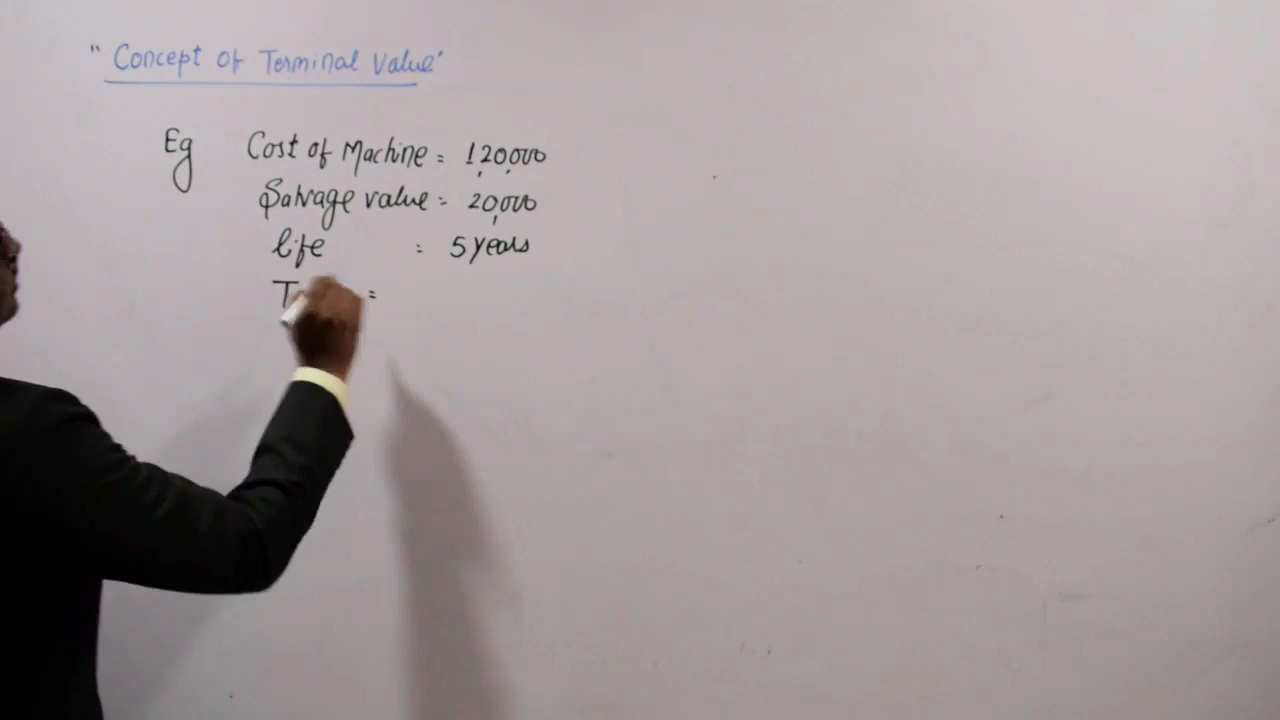 "Concept of Terminal Value"
Eg Cost of Machine = 1,20,000
Salvage value = 20,000
life = 5 years
T =